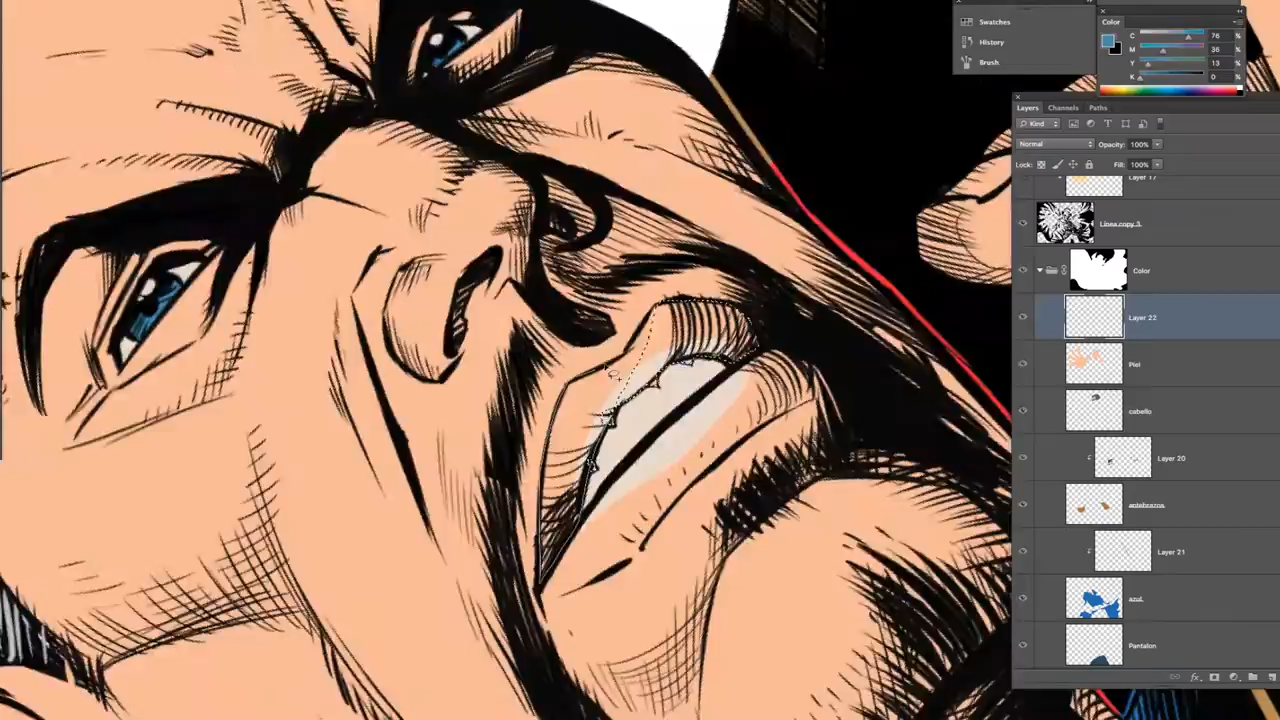 Swatches
History
Brush
Color
C 76 %
M 36 %
Y 13 %
K 0 %
Layers Channels Paths
Kind
Normal Opacity: 100%
Lock: Fill: 100%
Layer 17
Linea copy 3
Color
Layer 22
Piel
cabello
Layer 20
antebrazos
Layer 21
azul
Pantalon
fx